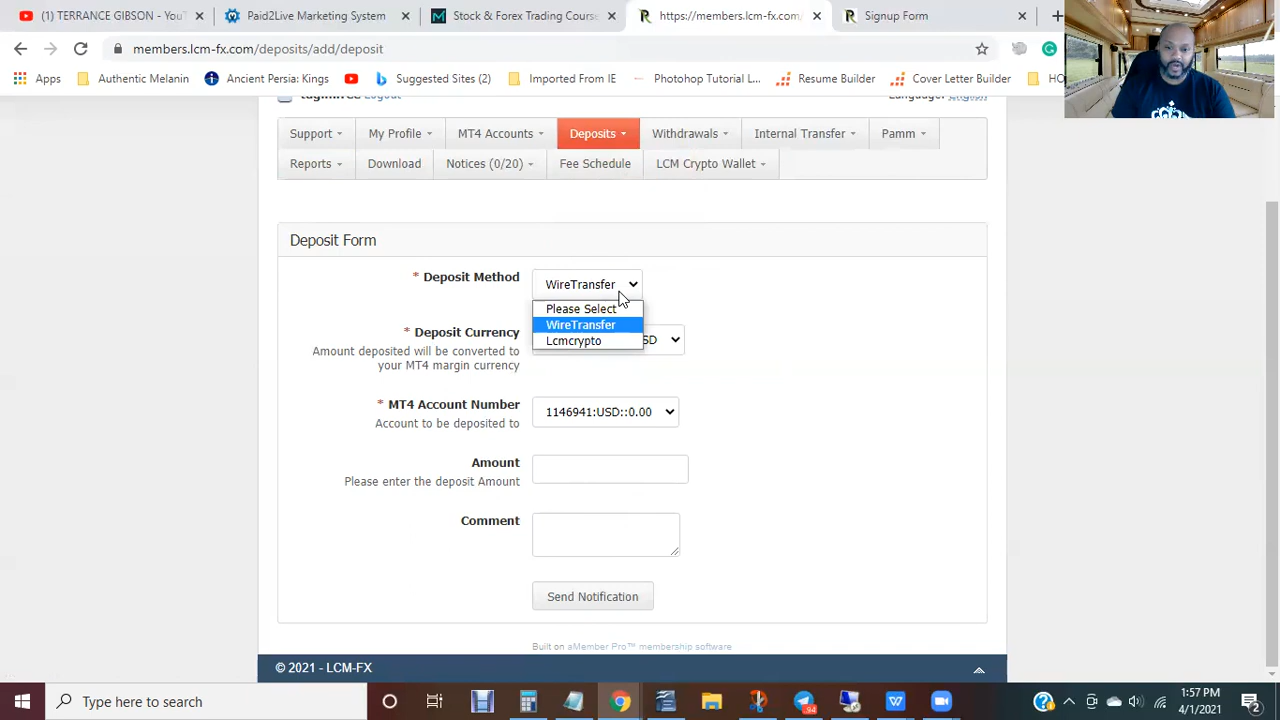 (1) TERRANCE GIBSON -
Paid2Live Marketing System
Stock & Forex Trading Cours
https://members.lcm-fx.com/
Signup Form
members.lcm-fx.com/deposits/add/deposit
Apps
Authentic Melanin
Ancient Persia: Kings
Suggested Sites (2)
Imported From IE
Photohop Tutorial L...
Resume Builder
Cover Letter Building
HO
Logout
Support
My Profile
MT4 Accounts
Deposits
Withdrawals
Internal Transfer
Pamm
Reports
Download
Notices (0/20)
Fee Schedule
LCM Crypto Wallet
Deposit Form
* Deposit Method
WireTransfer
Please Select
WireTransfer
Lcmcrypto
* Deposit Currency
SD
Amount deposited will be converted to
your MT4 margin currency
* MT4 Account Number
1146941:USD::0.00
Account to be deposited to
Amount
Please enter the deposit Amount
Comment
Send Notification
Built on aMember Pro™ membership software
© 2021 - LCM-FX
Type here to search
94
W
1:57 PM
4/1/2021
2